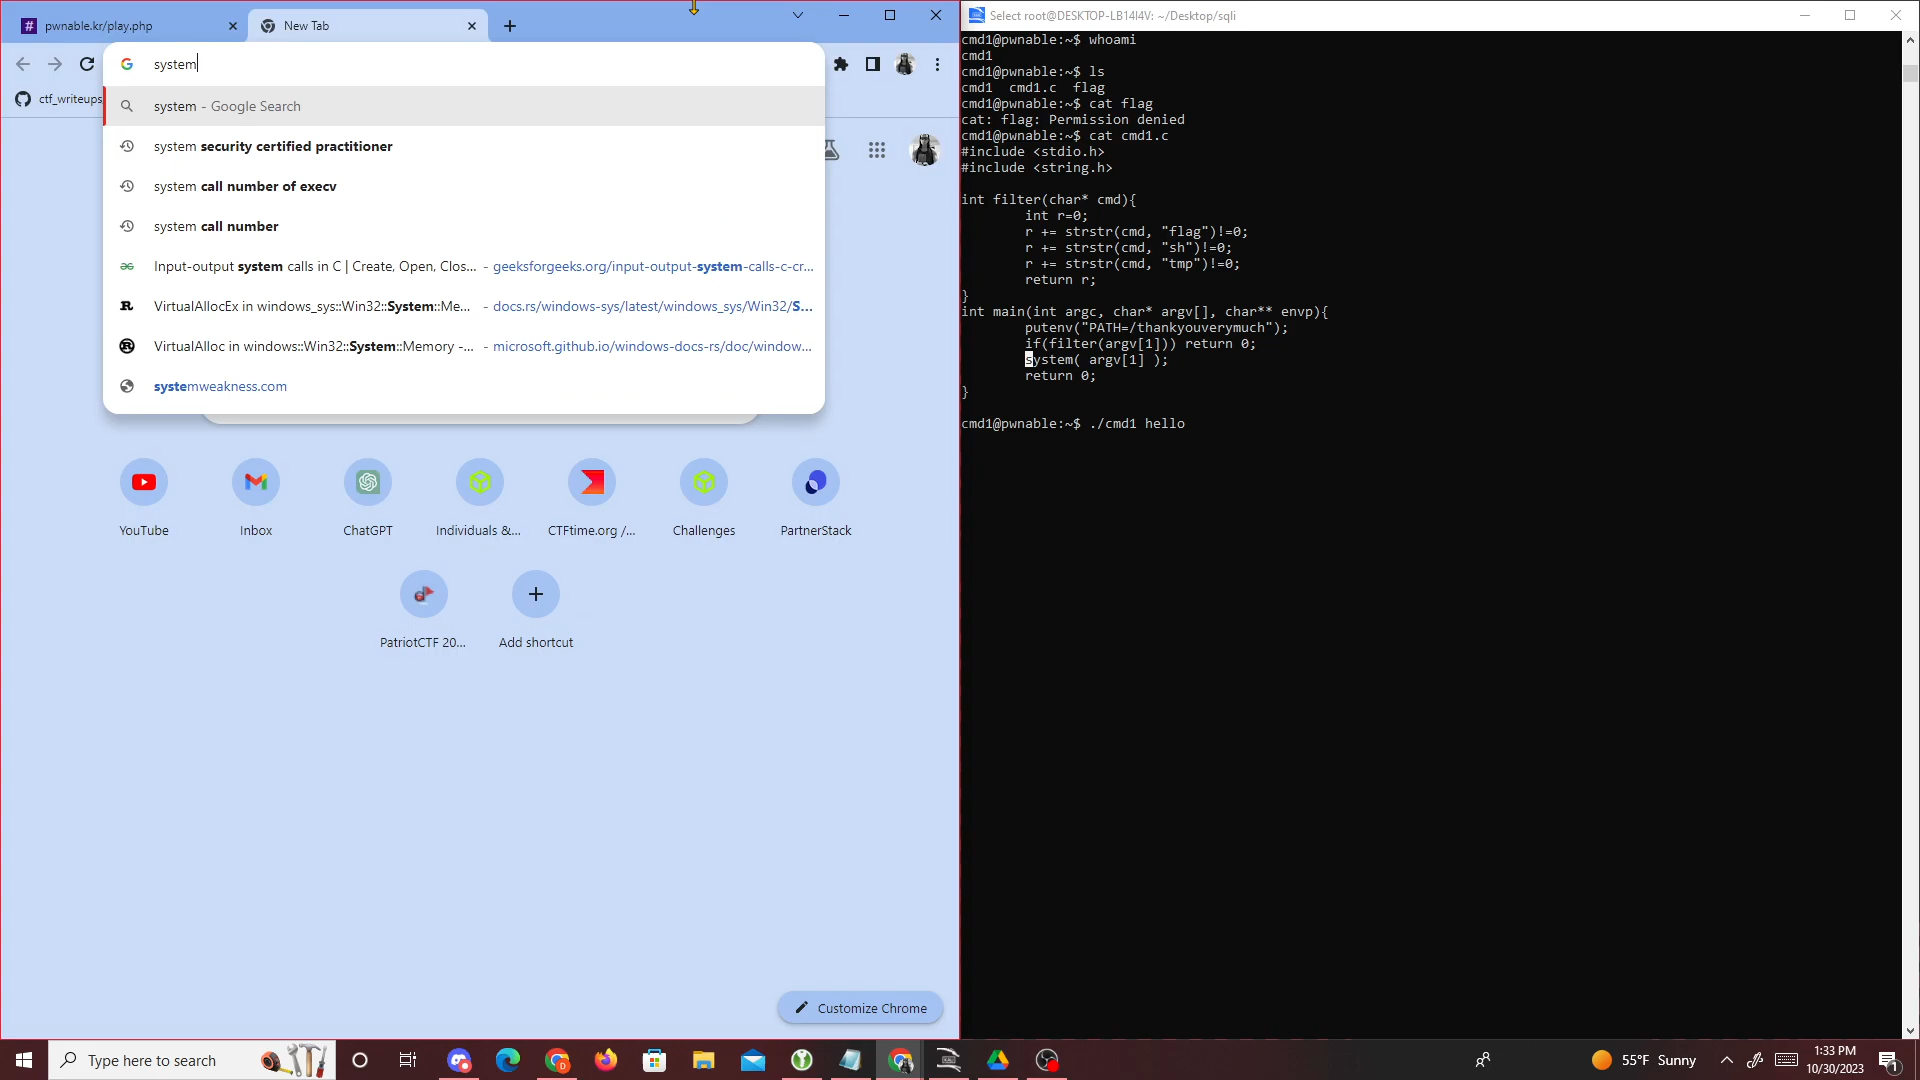 pwnable.kr/play.php
New Tab
system
ctf_writeups
system - Google Search
system security certified practitioner
system call number of execv
system call number
Input-output system calls in C | Create, Open, Clos... - geeksforgeeks.org/input-output-system-calls-c-cr...
VirtualAllocEx in windows_sys::Win32::System::Me... - docs.rs/windows-sys/latest/windows_sys/Win32/S...
VirtualAlloc in windows::Win32::System::Memory -... - microsoft.github.io/windows-docs-rs/doc/window...
systemweakness.com
YouTube
Inbox
ChatGPT
Individuals &...
CTFtime.org /...
Challenges
PartnerStack
PatriotCTF 20...
Add shortcut
Customize Chrome
Select root@DESKTOP-LB14I4V: ~/Desktop/sqli
cmd1@pwnable:~$ whoami
cmd1
cmd1@pwnable:~$ ls
cmd1  cmd1.c  flag
cmd1@pwnable:~$ cat flag
cat: flag: Permission denied
cmd1@pwnable:~$ cat cmd1.c
#include <stdio.h>
#include <string.h>
int filter(char* cmd){
int r=0;
r += strstr(cmd, "flag")!=0;
r += strstr(cmd, "sh")!=0;
r += strstr(cmd, "tmp")!=0;
return r;
}
int main(int argc, char* argv[], char** envp){
putenv("PATH=/thankyouverymuch");
if(filter(argv[1])) return 0;
system( argv[1] );
return 0;
}
cmd1@pwnable:~$ ./cmd1 hello
Type here to search
55°F Sunny
1:33 PM
10/30/2023
1